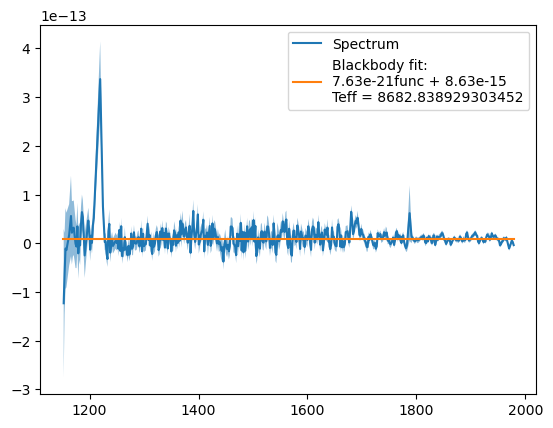 1e−13
4
3
2
1
0
−1
−2
−3
1200
1400
1600
1800
2000
Spectrum
Blackbody fit:
7.63e-21func + 8.63e-15
Teff = 8682.838929303452